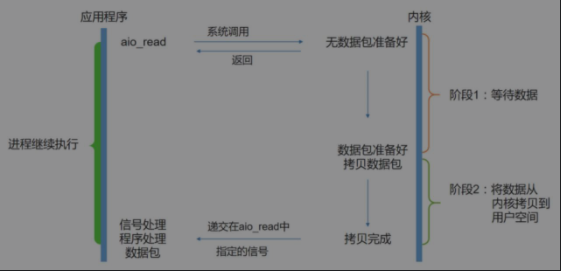 应用程序
内核
aio_read
系统调用
返回
无数据包准备好
阶段1：等待数据
进程继续执行
数据包准备好
拷贝数据包
阶段2：将数据从
内核拷贝到
用户空间
信号处理
程序处理
数据包
递交在aio_read中
指定的信号
拷贝完成